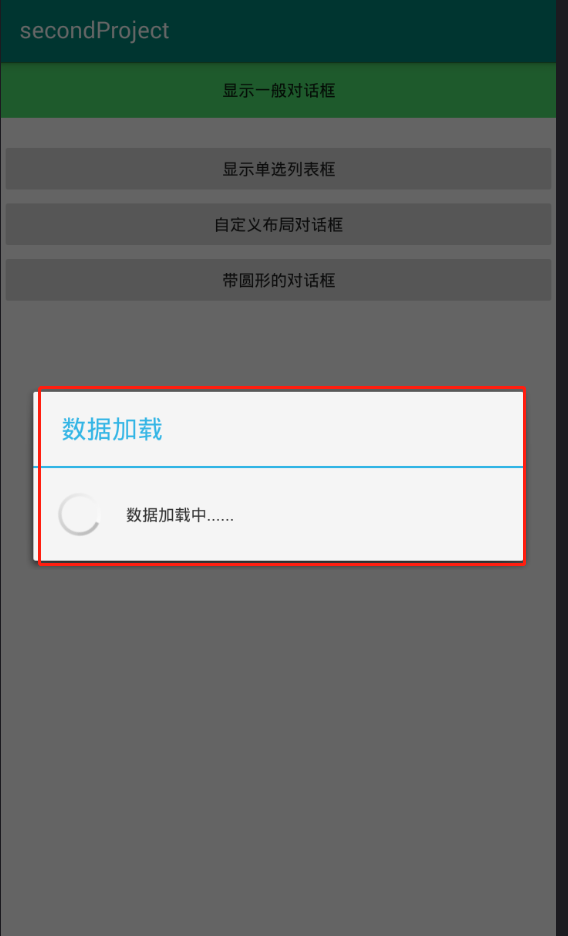 secondProject
显示一般对话框
显示单选列表框
自定义布局对话框
带圆形的对话框
数据加载
数据加载中......